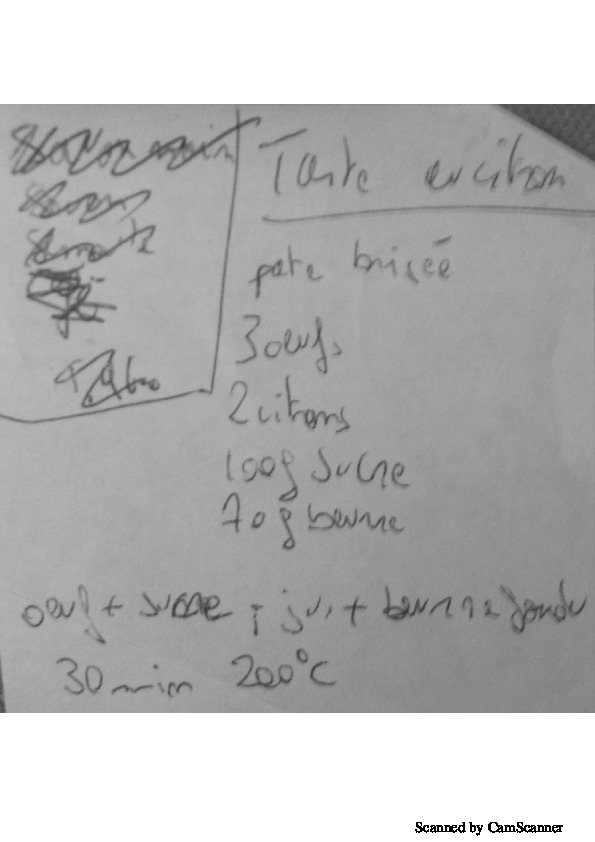 Tarte au citron
pate brisée
3 oeufs
2 citrons
100g sucre
70g beurre
oeuf + sucre ; jus + beurre fondu
30 min 200°C
Scanned by CamScanner